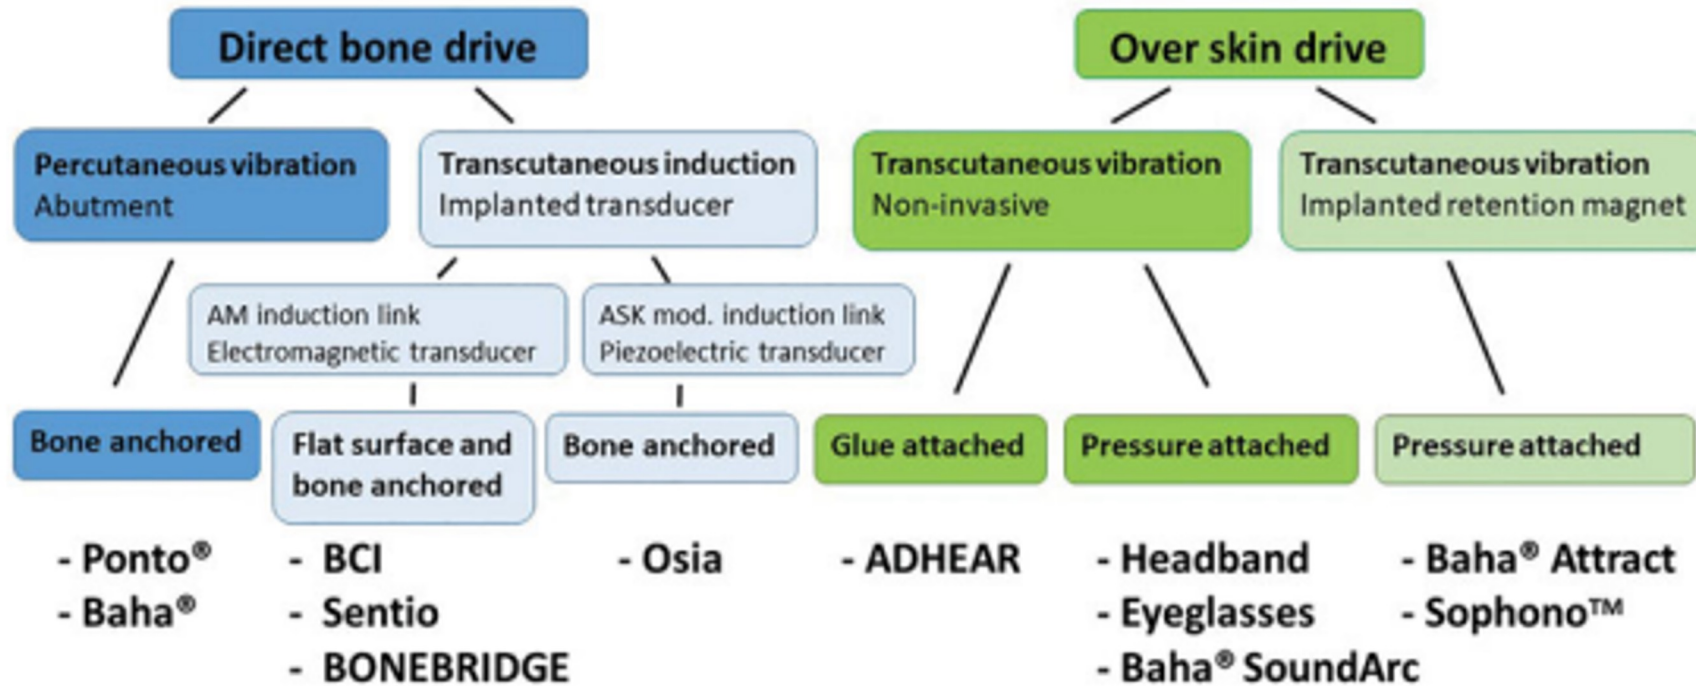 Direct bone drive
Over skin drive
Percutaneous vibration
Abutment
Transcutaneous induction
Implanted transducer
Transcutaneous vibration
Non-invasive
Transcutaneous vibration
Implanted retention magnet
AM induction link
Electromagnetic transducer
ASK mod. induction link
Piezoelectric transducer
Bone anchored
Flat surface and
bone anchored
Bone anchored
Glue attached
Pressure attached
Pressure attached
- Ponto®
- Baha®
- BCI
- Sentio
- BONEBRIDGE
- Osia
- ADHEAR
- Headband
- Eyeglasses
- Baha® SoundArc
- Baha® Attract
- Sophono™